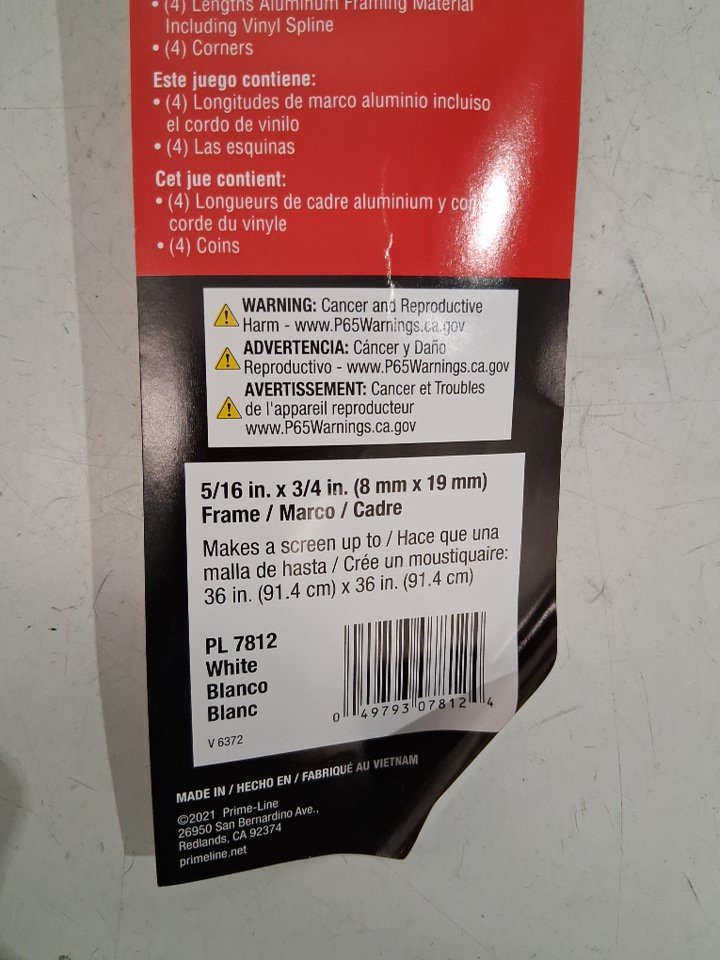 • (4) Lengths Aluminum Framing Material
Including Vinyl Spline
• (4) Corners
Este juego contiene:
• (4) Longitudes de marco aluminio incluiso
el cordo de vinilo
• (4) Las esquinas
Cet jue contient:
• (4) Longueurs de cadre aluminium y
corde du vinyle
• (4) Coins
WARNING: Cancer and Reproductive
Harm - www.P65Warnings.ca.gov
ADVERTENCIA: Cáncer y Daño
Reproductivo - www.P65Warnings.ca.gov
AVERTISSEMENT: Cancer et Troubles
de l'appareil reproducteur
www.P65Warnings.ca.gov
5/16 in. x 3/4 in. (8 mm x 19 mm)
Frame / Marco / Cadre
Makes a screen up to / Hace que una
malla de hasta / Crée un moustiquaire:
36 in. (91.4 cm) x 36 in. (91.4 cm)
PL 7812
White
Blanco
Blanc
0 49793 07812 4
V 6372
MADE IN / HECHO EN / FABRIQUÉ AU VIETNAM
©2021 Prime-Line
26950 San Bernardino Ave.,
Redlands, CA 92374
primeline.net